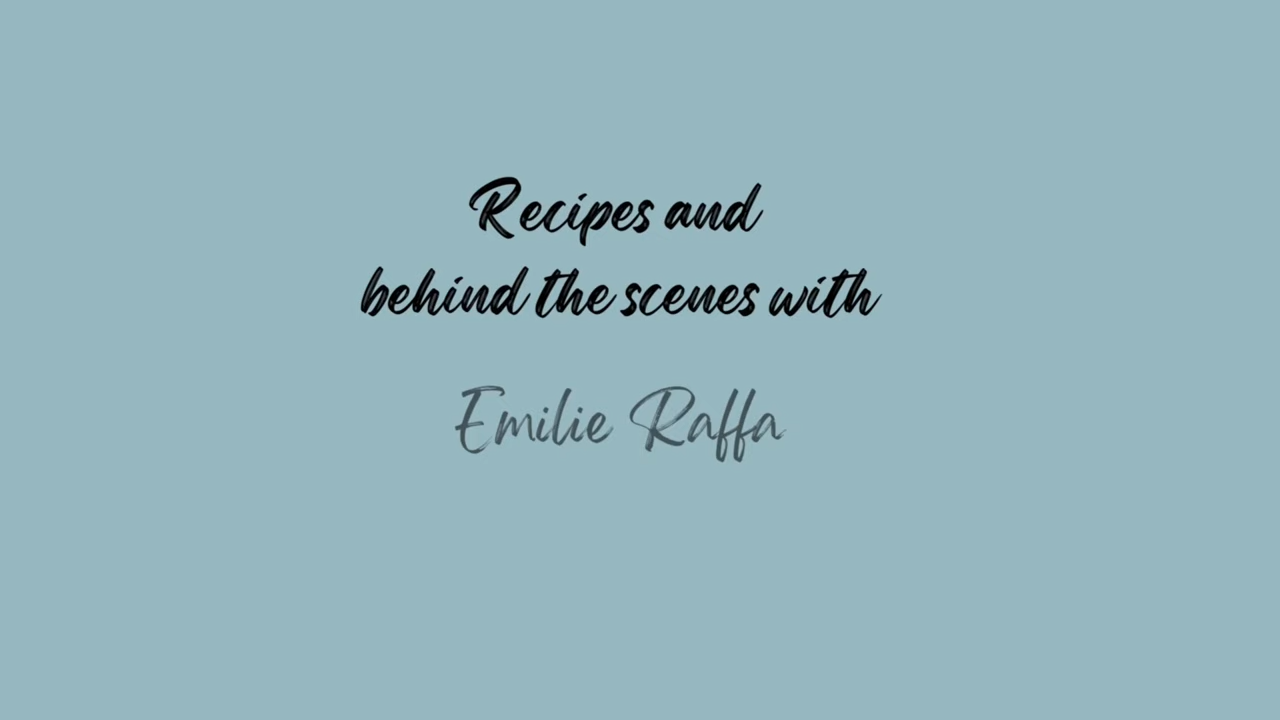 Recipes and
behind the scenes with
Emilie Raffa